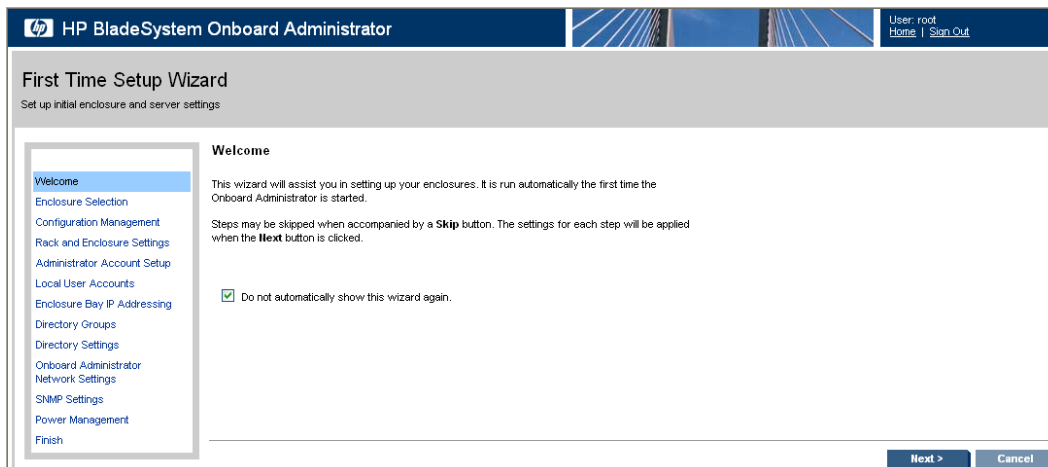 hp HP BladeSystem Onboard Administrator
User: root
Home | Sign Out
First Time Setup Wizard
Set up initial enclosure and server settings
Welcome
Enclosure Selection
Configuration Management
Rack and Enclosure Settings
Administrator Account Setup
Local User Accounts
Enclosure Bay IP Addressing
Directory Groups
Directory Settings
Onboard Administrator
Network Settings
SNMP Settings
Power Management
Finish
Welcome
This wizard will assist you in setting up your enclosures. It is run automatically the first time the
Onboard Administrator is started.
Steps may be skipped when accompanied by a Skip button. The settings for each step will be applied
when the Next button is clicked.
Do not automatically show this wizard again.
Next >
Cancel